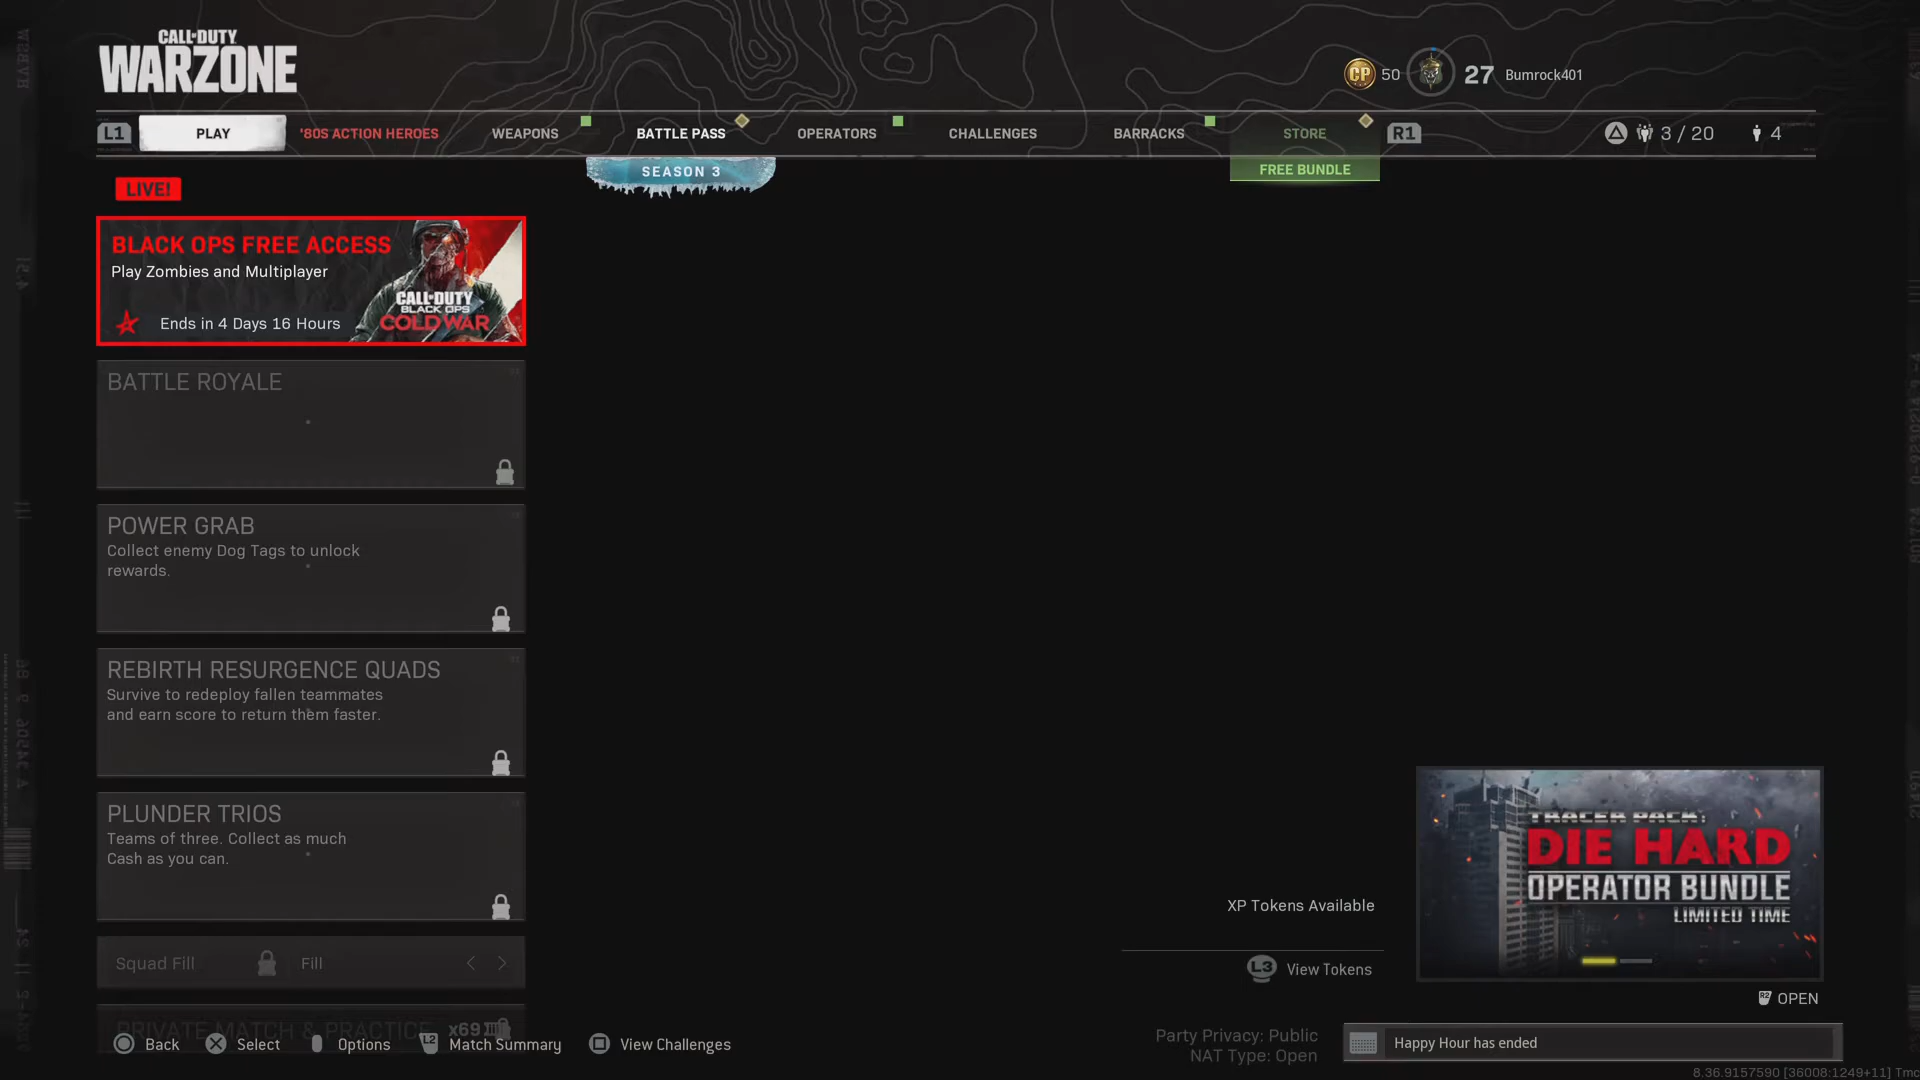 CALL OF DUTY
WARZONE
CP 50
27 Bumrock401
L1
PLAY
'80S ACTION HEROES
WEAPONS
BATTLE PASS
OPERATORS
CHALLENGES
BARRACKS
STORE
R1
3 / 20
4
SEASON 3
FREE BUNDLE
LIVE!
BLACK OPS FREE ACCESS
Play Zombies and Multiplayer
CALL OF DUTY
BLACK OPS
COLD WAR
Ends in 4 Days 16 Hours
BATTLE ROYALE
POWER GRAB
Collect enemy Dog Tags to unlock
rewards.
REBIRTH RESURGENCE QUADS
Survive to redeploy fallen teammates
and earn score to return them faster.
PLUNDER TRIOS
Teams of three. Collect as much
Cash as you can.
Squad Fill
Fill
PRIVATE MATCH & PRACTICE
x691
Back
Select
Options
L2 Match Summary
View Challenges
XP Tokens Available
L3 View Tokens
TRACER PACK:
DIE HARD
OPERATOR BUNDLE
LIMITED TIME
R2 OPEN
Party Privacy: Public
NAT Type: Open
Happy Hour has ended
8.36.9157590 [36008:1249+11] Tmc